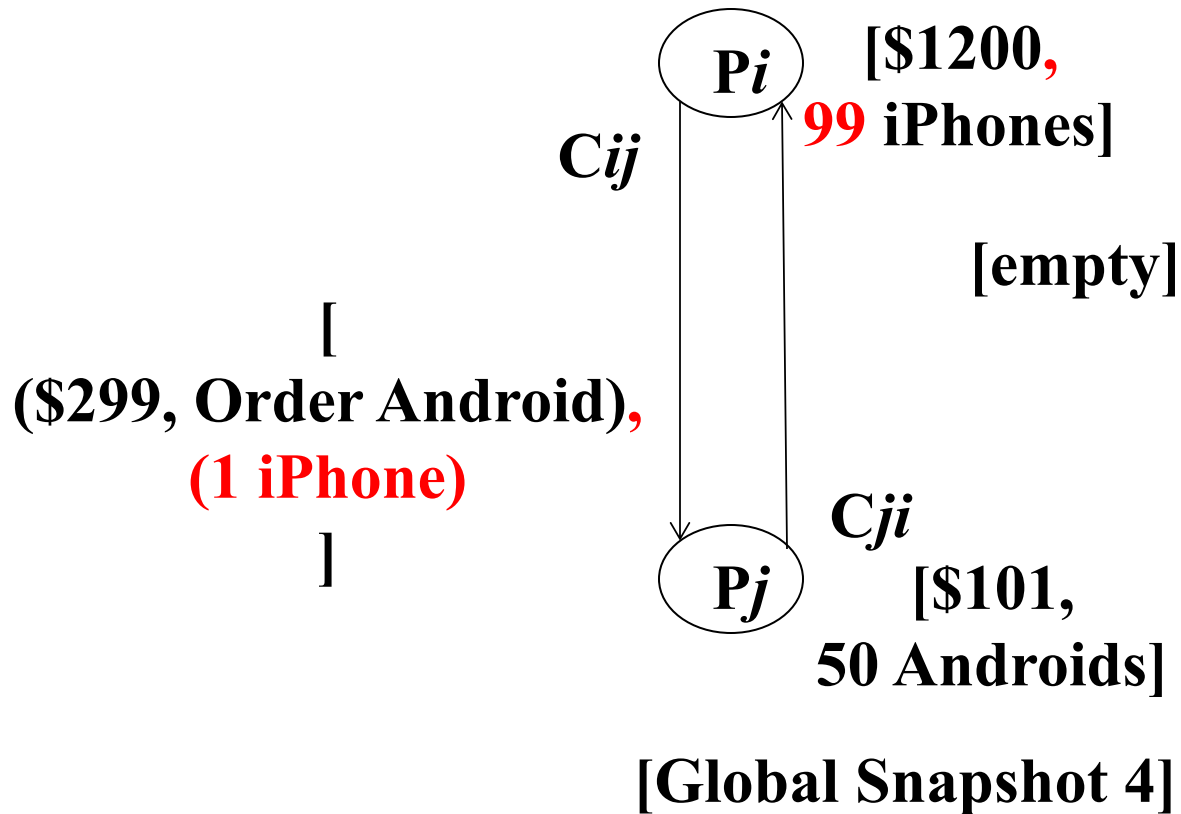 Pi
[$1200,
99 iPhones]
Cij
[empty]
[
($299, Order Android),
(1 iPhone)
]
Cji
Pj
[$101,
50 Androids]
[Global Snapshot 4]